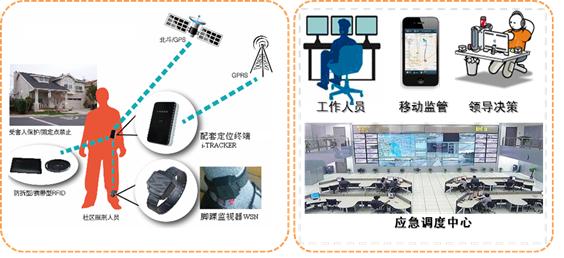 北斗/GPS
GPRS
受害人保护/固定点禁止
配套定位终端
i-TRACKER
防拆型/携带型RFID
脚踝监视器WSN
社区服刑人员
工作人员
移动监管
领导决策
应急调度中心